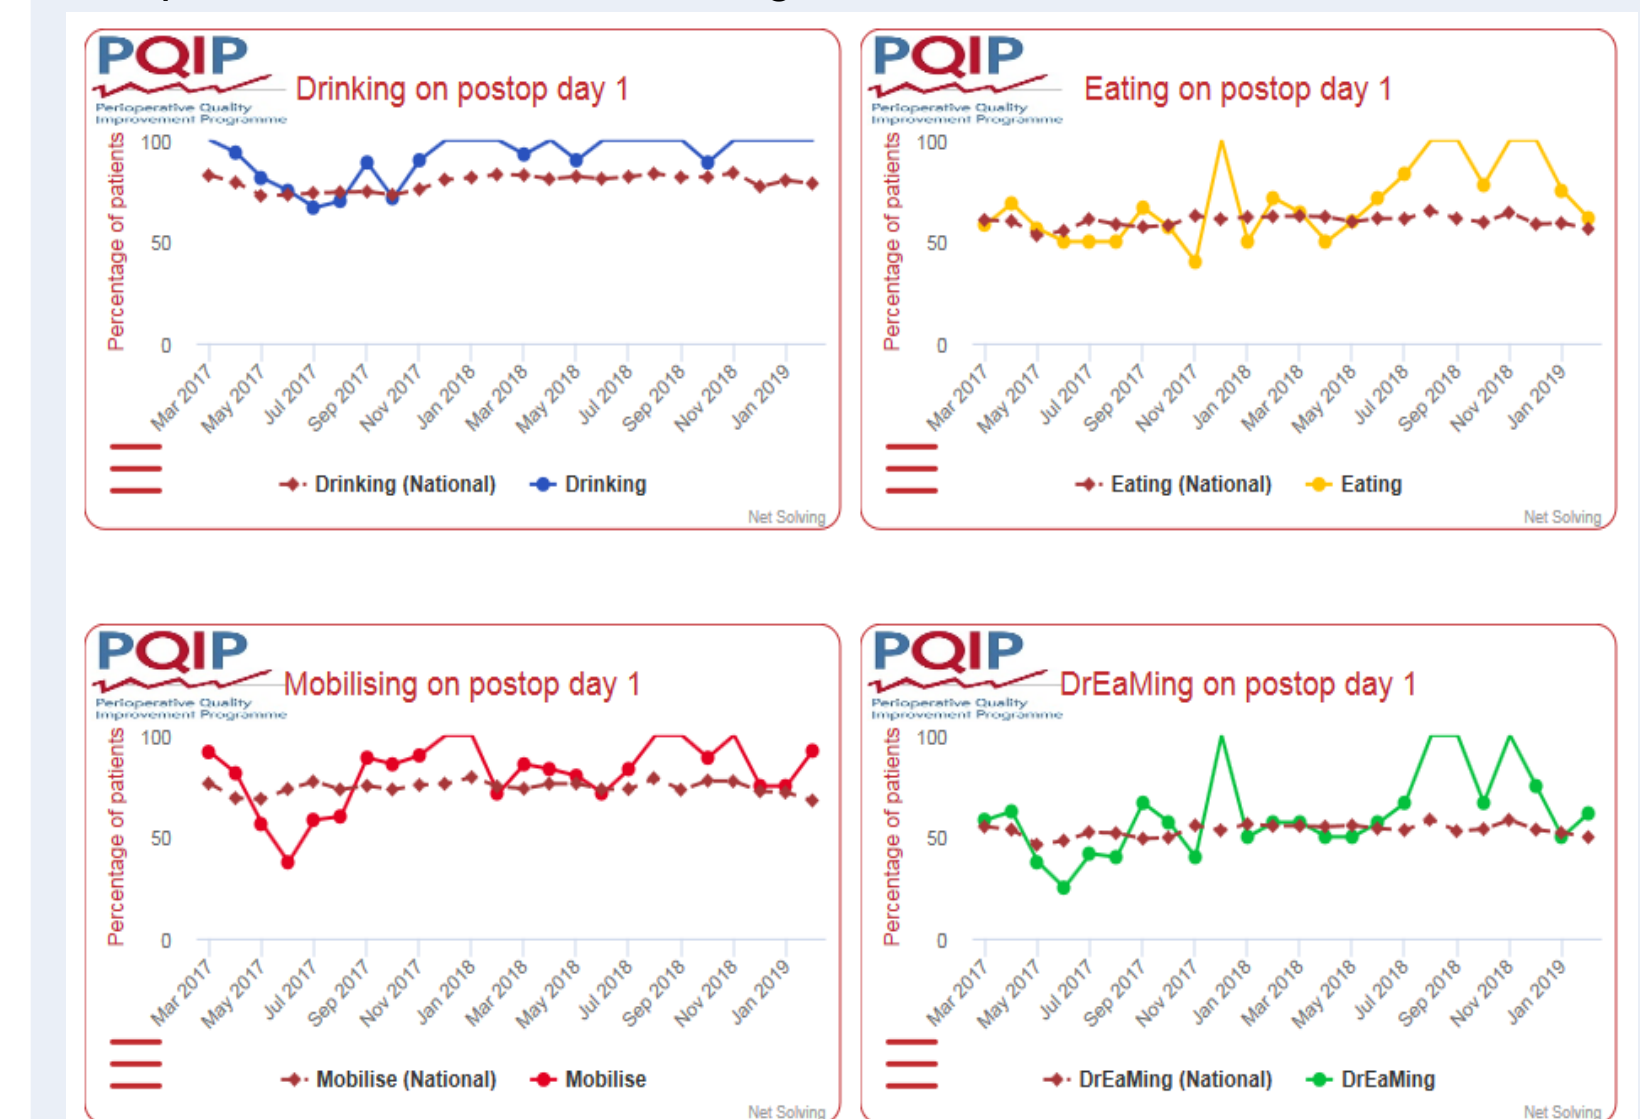 PQIP
Perioperative Quality
Improvement Programme
Drinking on postop day 1
Percentage of patients
100
50
0
Mar 2017
May 2017
Jul 2017
Sep 2017
Nov 2017
Jan 2018
Mar 2018
May 2018
Jul 2018
Sep 2018
Nov 2018
Jan 2019
Drinking (National)
Drinking
Net Solving
PQIP
Perioperative Quality
Improvement Programme
Eating on postop day 1
Percentage of patients
100
50
0
Mar 2017
May 2017
Jul 2017
Sep 2017
Nov 2017
Jan 2018
Mar 2018
May 2018
Jul 2018
Sep 2018
Nov 2018
Jan 2019
Eating (National)
Eating
Net Solving
PQIP
Perioperative Quality
Improvement Programme
Mobilising on postop day 1
Percentage of patients
100
50
0
Mar 2017
May 2017
Jul 2017
Sep 2017
Nov 2017
Jan 2018
Mar 2018
May 2018
Jul 2018
Sep 2018
Nov 2018
Jan 2019
Mobilise (National)
Mobilise
Net Solving
PQIP
Perioperative Quality
Improvement Programme
DrEaMing on postop day 1
Percentage of patients
100
50
0
Mar 2017
May 2017
Jul 2017
Sep 2017
Nov 2017
Jan 2018
Mar 2018
May 2018
Jul 2018
Sep 2018
Nov 2018
Jan 2019
DrEaMing (National)
DrEaMing
Net Solving